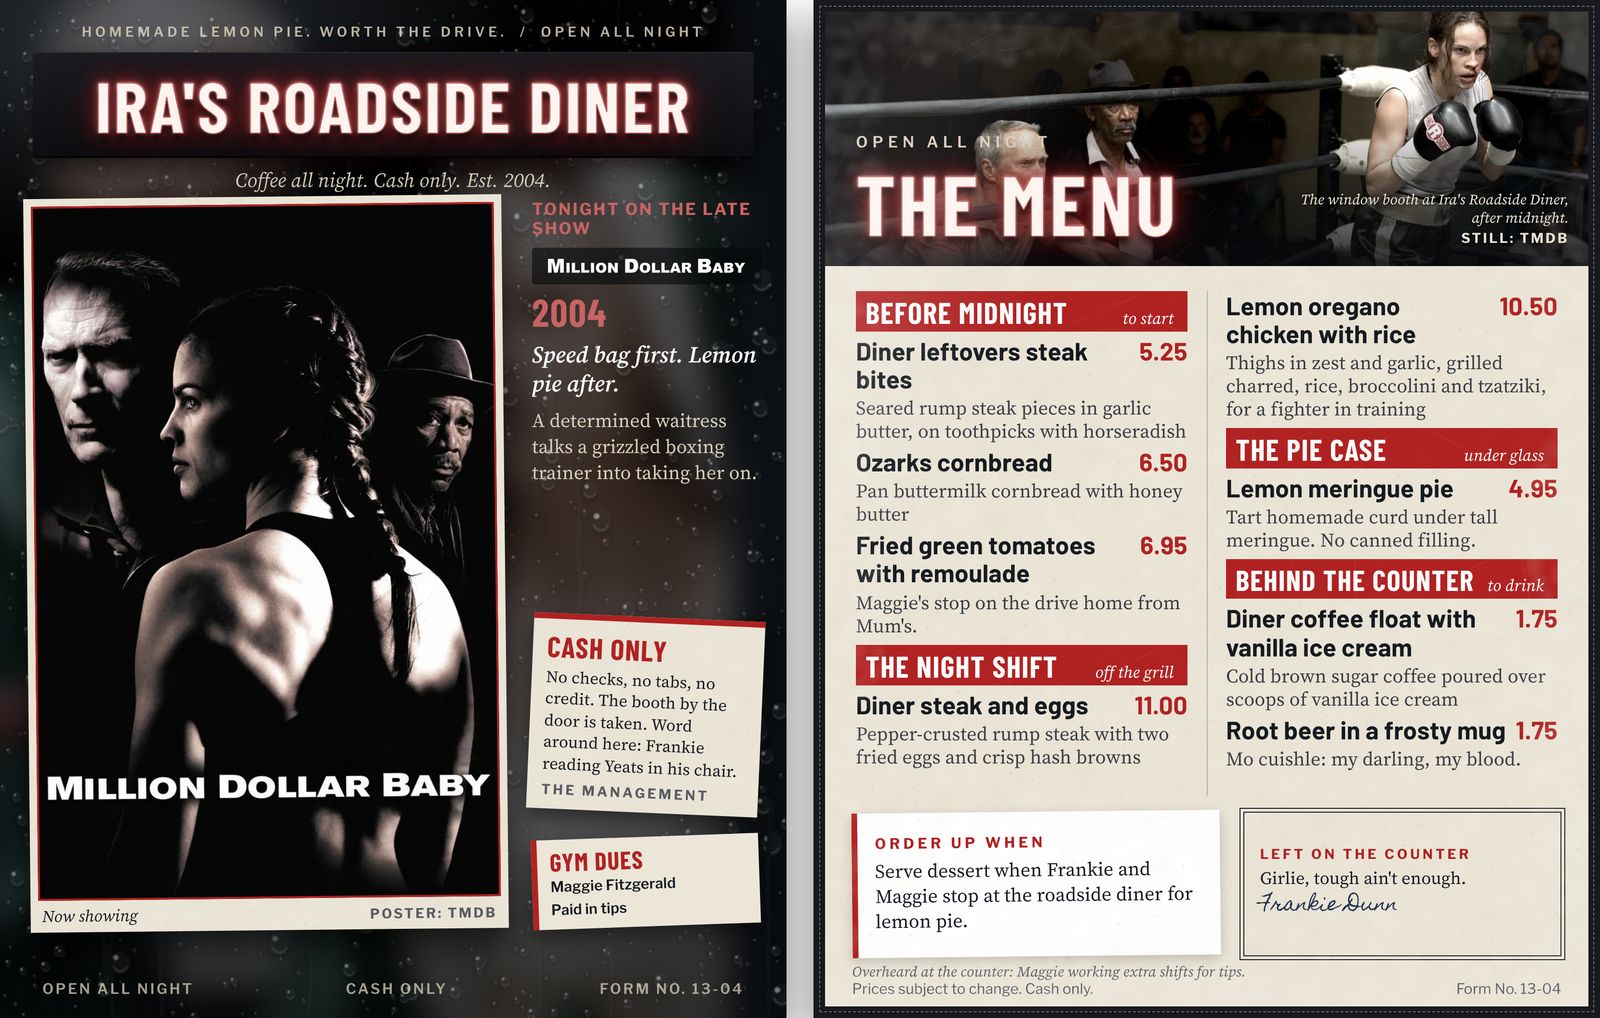 HOMEMADE LEMON PIE. WORTH THE DRIVE. / OPEN ALL NIGHT
IRA'S ROADSIDE DINER
Coffee all night. Cash only. Est. 2004.
TONIGHT ON THE LATE
SHOW
MILLION DOLLAR BABY
2004
Speed bag first. Lemon
pie after.
A determined waitress
talks a grizzled boxing
trainer into taking her on.
MILLION DOLLAR BABY
Now showing
POSTER: TMDB
CASH ONLY
No checks, no tabs, no
credit. The booth by the
door is taken. Word
around here: Frankie
reading Yeats in his chair.
THE MANAGEMENT
GYM DUES
Maggie Fitzgerald
Paid in tips
OPEN ALL NIGHT
CASH ONLY
FORM NO. 13-04
OPEN ALL NIGHT
THE MENU
The window booth at Ira's Roadside Diner,
after midnight.
STILL: TMDB
BEFORE MIDNIGHT to start
Diner leftovers steak 5.25
bites
Seared rump steak pieces in garlic
butter, on toothpicks with horseradish
Ozarks cornbread 6.50
Pan buttermilk cornbread with honey
butter
Fried green tomatoes 6.95
with remoulade
Maggie's stop on the drive home from
Mum's.
THE NIGHT SHIFT off the grill
Diner steak and eggs 11.00
Pepper-crusted rump steak with two
fried eggs and crisp hash browns
Lemon oregano 10.50
chicken with rice
Thighs in zest and garlic, grilled
charred, rice, broccolini and tzatziki,
for a fighter in training
THE PIE CASE under glass
Lemon meringue pie 4.95
Tart homemade curd under tall
meringue. No canned filling.
BEHIND THE COUNTER to drink
Diner coffee float with 1.75
vanilla ice cream
Cold brown sugar coffee poured over
scoops of vanilla ice cream
Root beer in a frosty mug 1.75
Mo cuishle: my darling, my blood.
ORDER UP WHEN
Serve dessert when Frankie and
Maggie stop at the roadside diner for
lemon pie.
LEFT ON THE COUNTER
Girlie, tough ain't enough.
Frankie Dunn
Overheard at the counter: Maggie working extra shifts for tips.
Prices subject to change. Cash only.
Form No. 13-04